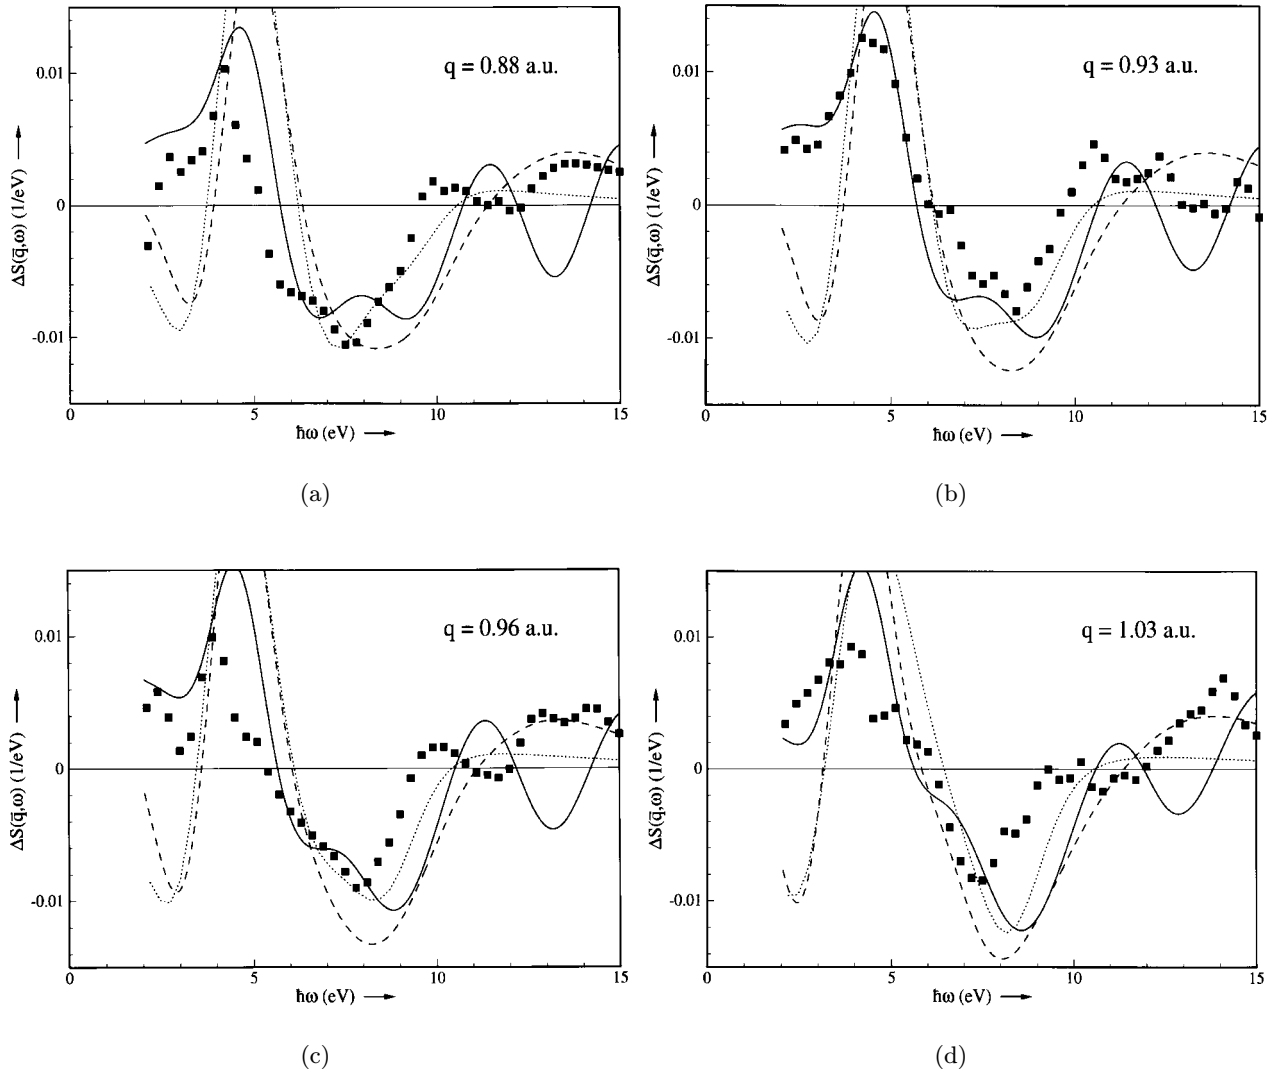 q = 0.88 a.u.
0.01
0
-0.01
ΔS(q̄,ω) (1/eV) ⟶
0 5 10 15
ħω (eV) ⟶
(a)
q = 0.93 a.u.
0.01
0
-0.01
ΔS(q̄,ω) (1/eV) ⟶
0 5 10 15
ħω (eV) ⟶
(b)
q = 0.96 a.u.
0.01
0
-0.01
ΔS(q̄,ω) (1/eV) ⟶
0 5 10 15
ħω (eV) ⟶
(c)
q = 1.03 a.u.
0.01
0
-0.01
ΔS(q̄,ω) (1/eV) ⟶
0 5 10 15
ħω (eV) ⟶
(d)